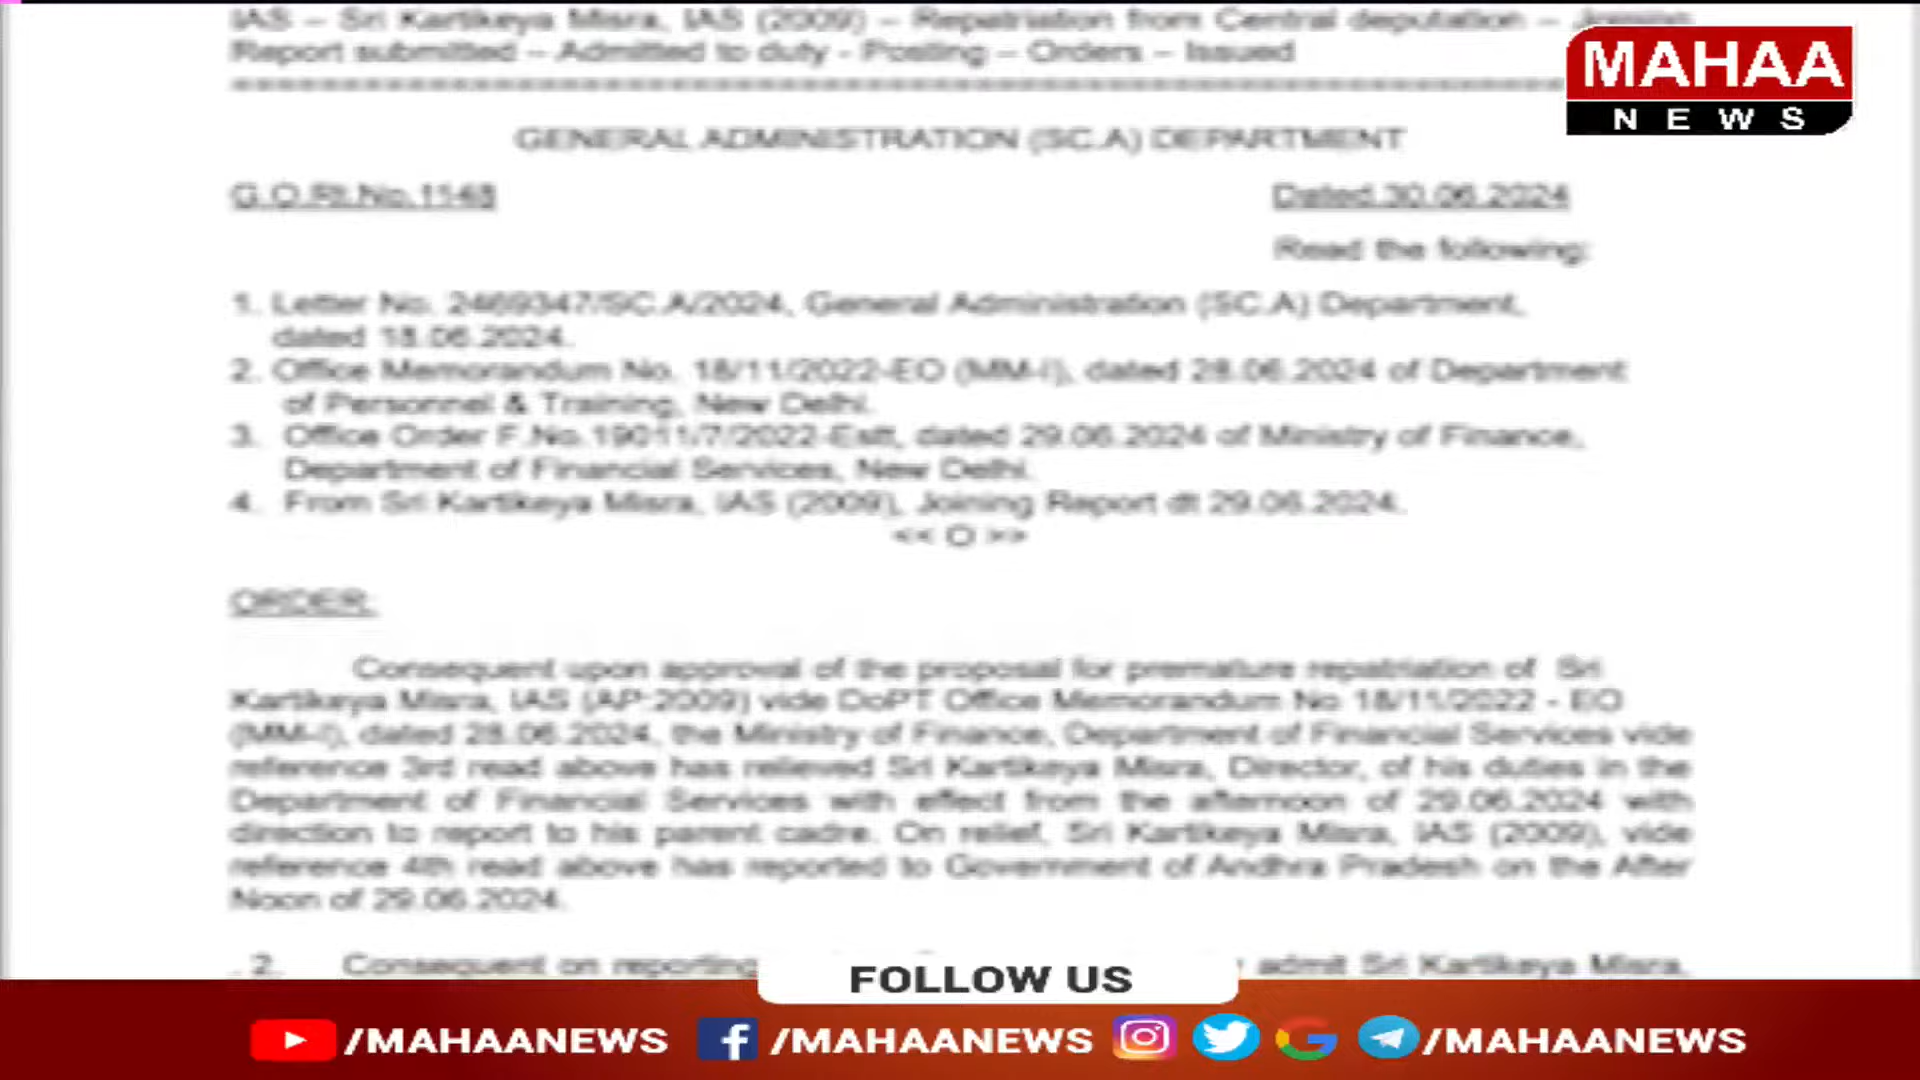 IAS – Sri Kartikeya Misra, IAS (2009) – Repatriation from Central deputation – Joining
Report submitted – Admitted to duty - Posting – Orders – Issued
MAHAA
NEWS
GENERAL ADMINISTRATION (SC.A) DEPARTMENT
G.O.Rt.No.1148
Dated.30.06.2024
Read the following:
1. Letter No. 2469347/SC.A/2024, General Administration (SC.A) Department,
dated 18.06.2024.
2. Office Memorandum No. 18/11/2022-EO (MM-I), dated 28.06.2024 of Department
of Personnel & Training, New Delhi.
3. Office Order F.No.19011/7/2022-Estt, dated 29.06.2024 of Ministry of Finance,
Department of Financial Services, New Delhi.
4. From Sri Kartikeya Misra, IAS (2009), Joining Report dt 29.06.2024.
<< O >>
ORDER:
Consequent upon approval of the proposal for premature repatriation of Sri
Kartikeya Misra, IAS (AP:2009) vide DoPT Office Memorandum No 18/11/2022 - EO
(MM-I), dated 28.06.2024, the Ministry of Finance, Department of Financial Services vide
reference 3rd read above has relieved Sri Kartikeya Misra, Director, of his duties in the
Department of Financial Services with effect from the afternoon of 29.06.2024 with
direction to report to his parent cadre. On relief, Sri Kartikeya Misra, IAS (2009), vide
reference 4th read above has reported to Government of Andhra Pradesh on the After
Noon of 29.06.2024.
2. Consequent on reporting admit Sri Kartikeya Misra,
FOLLOW US
/MAHAANEWS /MAHAANEWS /MAHAANEWS